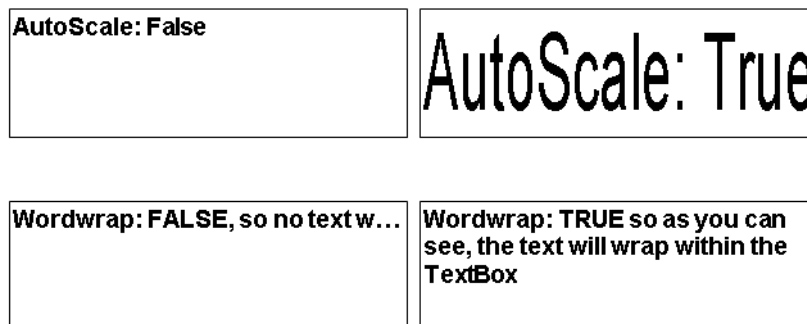 AutoScale: False
AutoScale: True
Wordwrap: FALSE, so no text w...
Wordwrap: TRUE so as you can
see, the text will wrap within the
TextBox